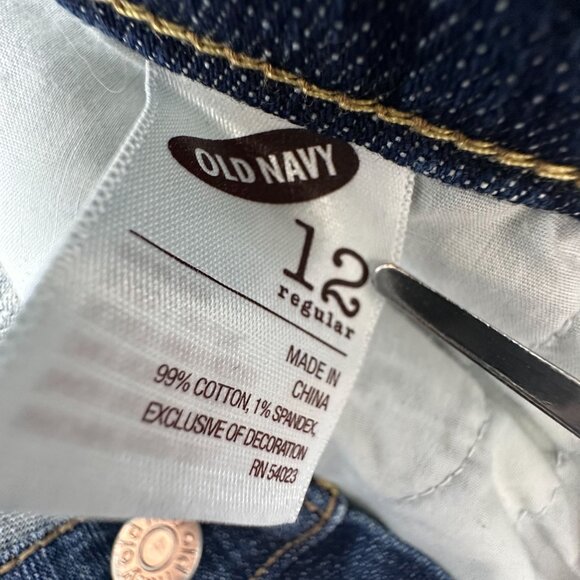 OLD NAVY
12
regular
MADE IN
CHINA
99% COTTON, 1% SPANDEX,
EXCLUSIVE OF DECORATION
RN 54023